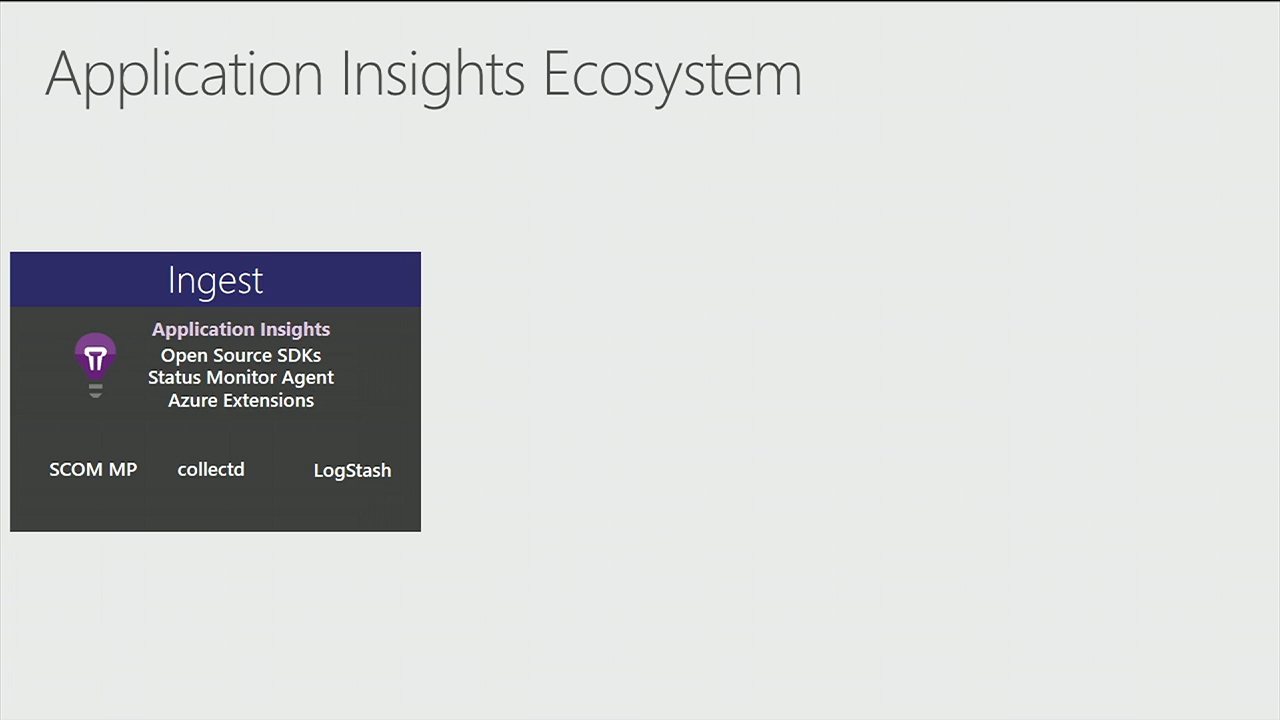 Application Insights Ecosystem
Ingest
Application Insights
Open Source SDKs
Status Monitor Agent
Azure Extensions
SCOM MP collectd LogStash